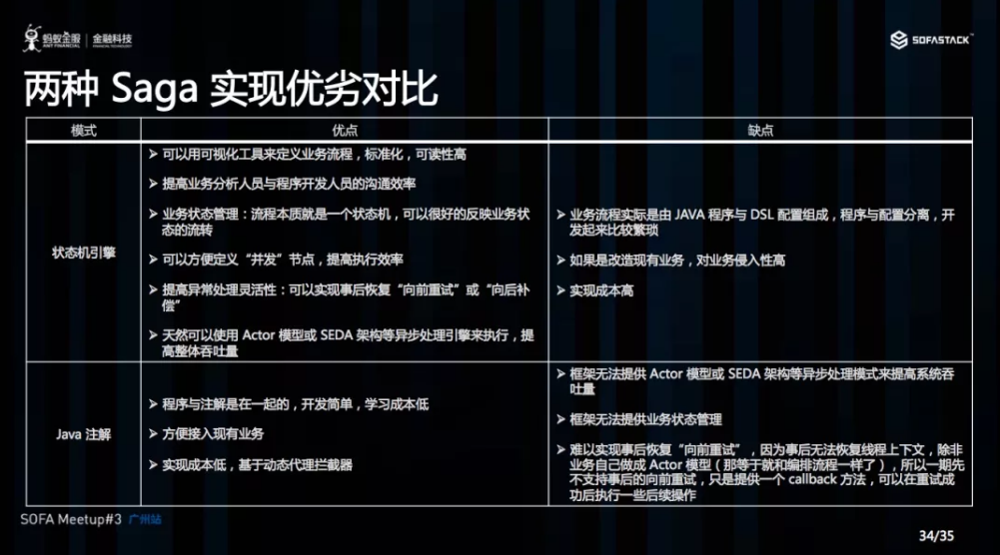 蚂蚁金服 金融科技
ANT FINANCIAL FINANCIAL TECHNOLOGY
SOFASTACK™
两种 Saga 实现优劣对比
模式 优点 缺点
状态机引擎
➢ 可以用可视化工具来定义业务流程，标准化，可读性高
➢ 提高业务分析人员与程序开发人员的沟通效率
➢ 业务状态管理：流程本质就是一个状态机，可以很好的反映业务状
态的流转
➢ 可以方便定义“并发”节点，提高执行效率
➢ 提高异常处理灵活性：可以实现事后恢复“向前重试”或“向后补
偿”
➢ 天然可以使用 Actor 模型或 SEDA 架构等异步处理引擎来执行，提
高整体吞吐量
➢ 业务流程实际是由 JAVA 程序与 DSL 配置组成，程序与配置分离，开
发起来比较繁琐
➢ 如果是改造现有业务，对业务侵入性高
➢ 实现成本高
Java 注解
➢ 程序与注解是在一起的，开发简单，学习成本低
➢ 方便接入现有业务
➢ 实现成本低，基于动态代理拦截器
➢ 框架无法提供 Actor 模型或 SEDA 架构等异步处理模式来提高系统吞
吐量
➢ 框架无法提供业务状态管理
➢ 难以实现事后恢复“向前重试”，因为事后无法恢复线程上下文，除非
业务自己做成 Actor 模型（那等于就和编排流程一样了），所以一期先
不支持事后的向前重试，只是提供一个 callback 方法，可以在重试成
功后执行一些后续操作
SOFA Meetup#3 广州站
34/35